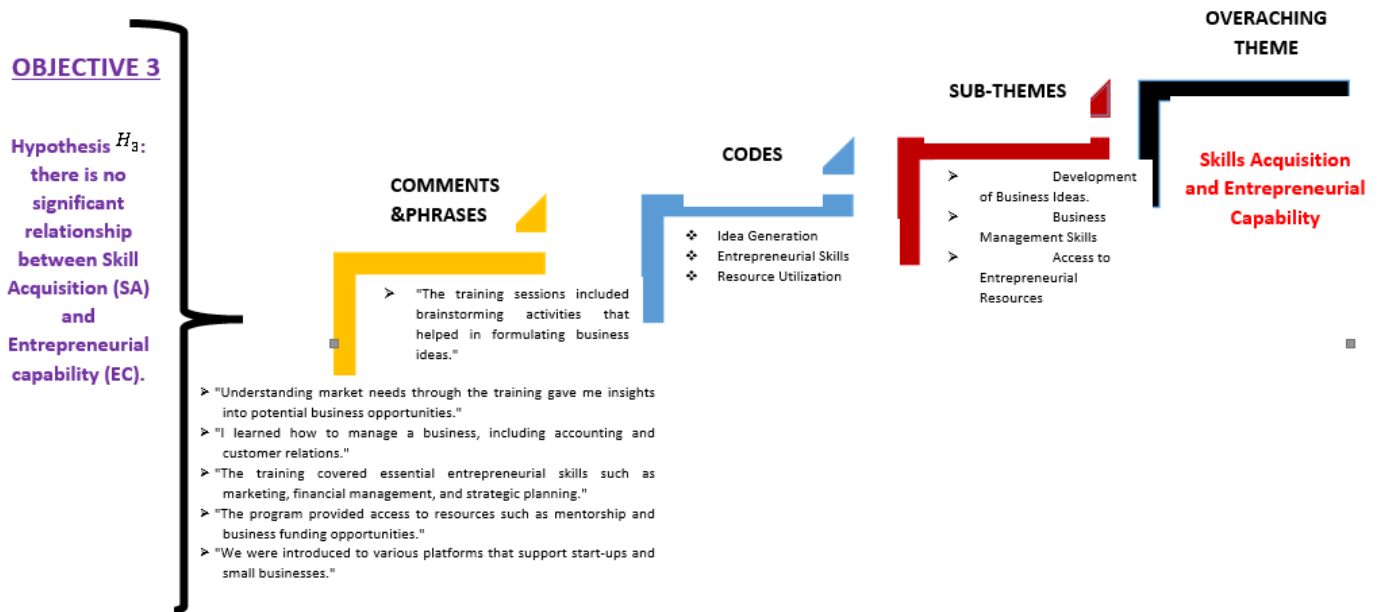 OBJECTIVE 3
Hypothesis H₃:
there is no
significant
relationship
between Skill
Acquisition (SA)
and
Entrepreneurial
capability (EC).
COMMENTS
&PHRASES
➢ "The training sessions included
brainstorming activities that
helped in formulating business
ideas."
➢ "Understanding market needs through the training gave me insights
into potential business opportunities."
➢ "I learned how to manage a business, including accounting and
customer relations."
➢ "The training covered essential entrepreneurial skills such as
marketing, financial management, and strategic planning."
➢ "The program provided access to resources such as mentorship and
business funding opportunities."
➢ "We were introduced to various platforms that support start-ups and
small businesses."
CODES
❖ Idea Generation
❖ Entrepreneurial Skills
❖ Resource Utilization
SUB-THEMES
➢ Development
of Business Ideas.
➢ Business
Management Skills
➢ Access to
Entrepreneurial
Resources
OVERACHING
THEME
Skills Acquisition
and Entrepreneurial
Capability